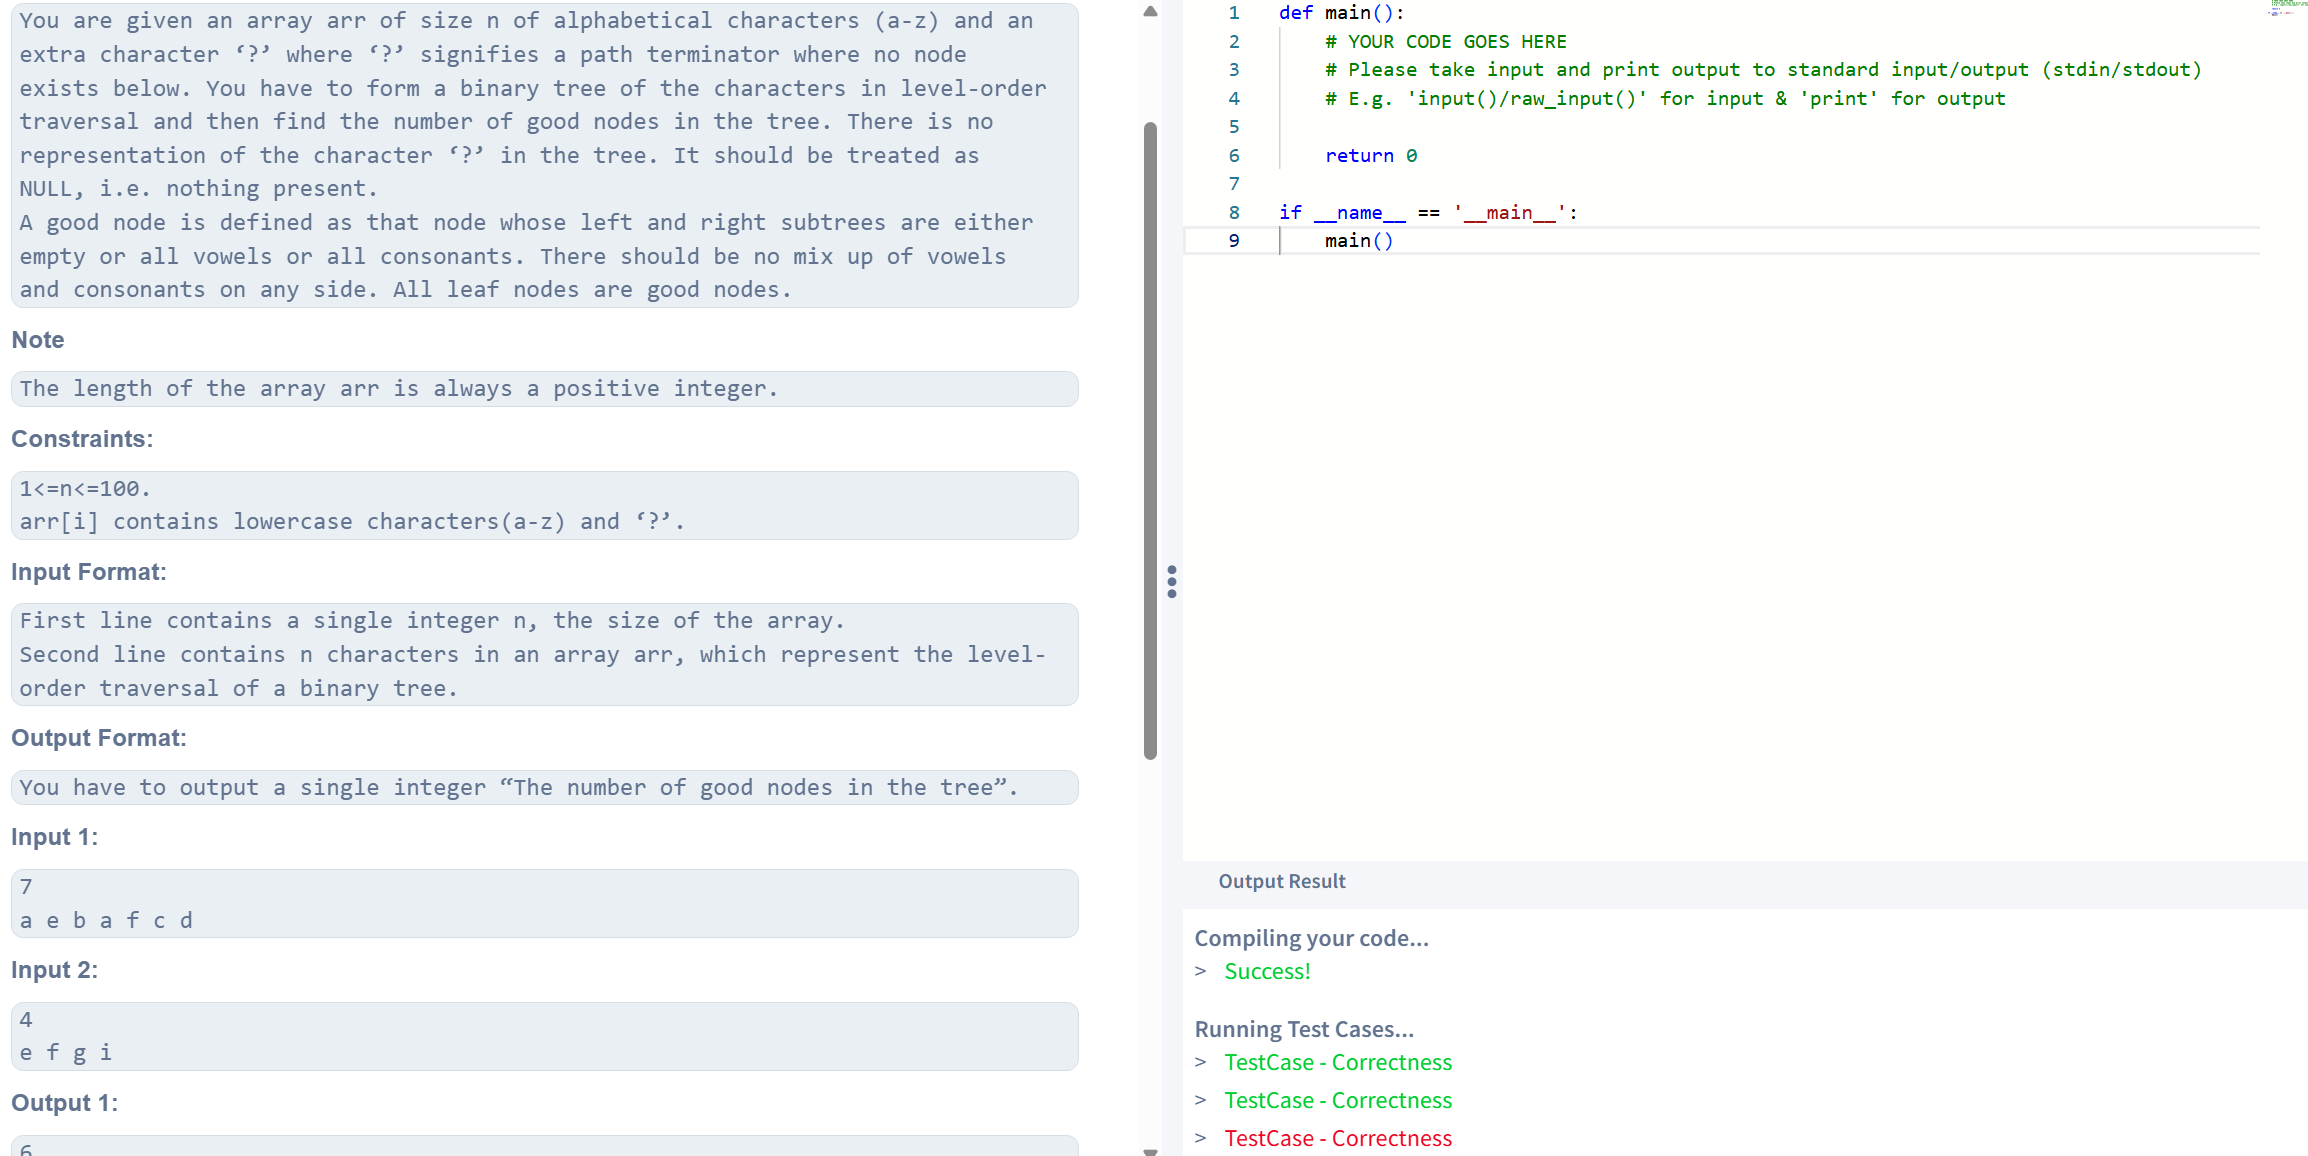 You are given an array arr of size n of alphabetical characters (a-z) and an
extra character ‘?’ where ‘?’ signifies a path terminator where no node
exists below. You have to form a binary tree of the characters in level-order
traversal and then find the number of good nodes in the tree. There is no
representation of the character ‘?’ in the tree. It should be treated as
NULL, i.e. nothing present.
A good node is defined as that node whose left and right subtrees are either
empty or all vowels or all consonants. There should be no mix up of vowels
and consonants on any side. All leaf nodes are good nodes.
Note
The length of the array arr is always a positive integer.
Constraints:
1<=n<=100.
arr[i] contains lowercase characters(a-z) and ‘?’.
Input Format:
First line contains a single integer n, the size of the array.
Second line contains n characters in an array arr, which represent the level-
order traversal of a binary tree.
Output Format:
You have to output a single integer “The number of good nodes in the tree”.
Input 1:
7
a e b a f c d
Input 2:
4
e f g i
Output 1:
6
1 def main():
2 # YOUR CODE GOES HERE
3 # Please take input and print output to standard input/output (stdin/stdout)
4 # E.g. 'input()/raw_input()' for input & 'print' for output
5
6 return 0
7
8 if __name__ == '__main__':
9 main()
Output Result
Compiling your code...
> Success!
Running Test Cases...
> TestCase - Correctness
> TestCase - Correctness
> TestCase - Correctness